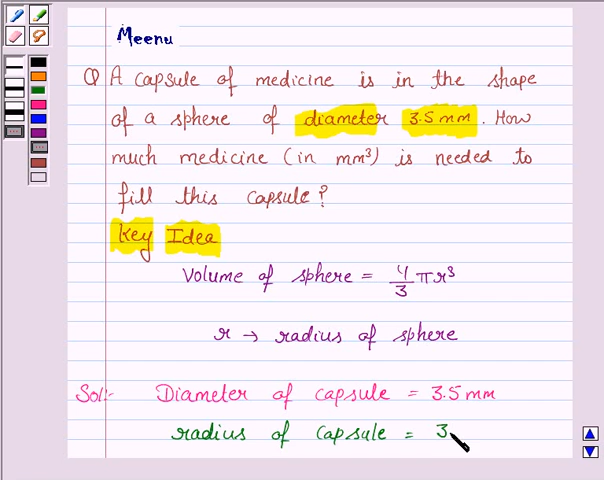 Meenu
Q A capsule of medicine is in the shape
of a sphere of diameter 3.5 mm. How
much medicine (in mm³) is needed to
fill this capsule?
Key Idea
Volume of sphere = 4/3 πr³
r → radius of sphere
Sol:- Diameter of capsule = 3.5 mm
radius of capsule = 3